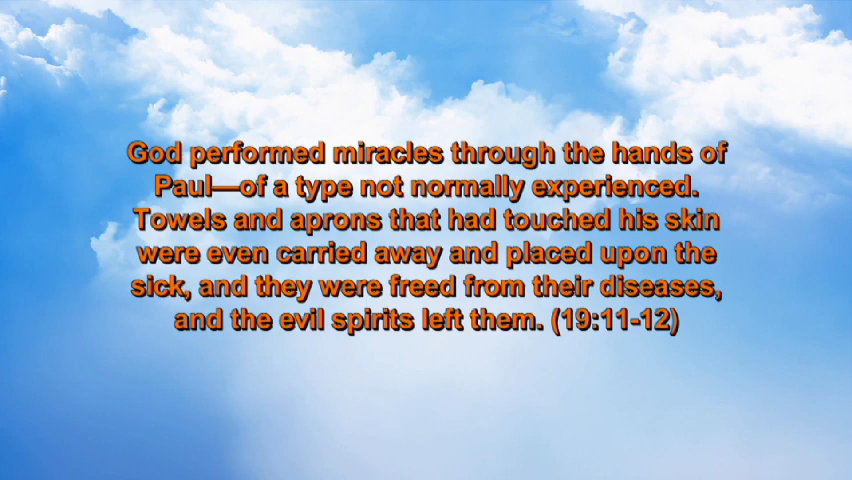 God performed miracles through the hands of
Paul—of a type not normally experienced.
Towels and aprons that had touched his skin
were even carried away and placed upon the
sick, and they were freed from their diseases,
and the evil spirits left them. (19:11-12)